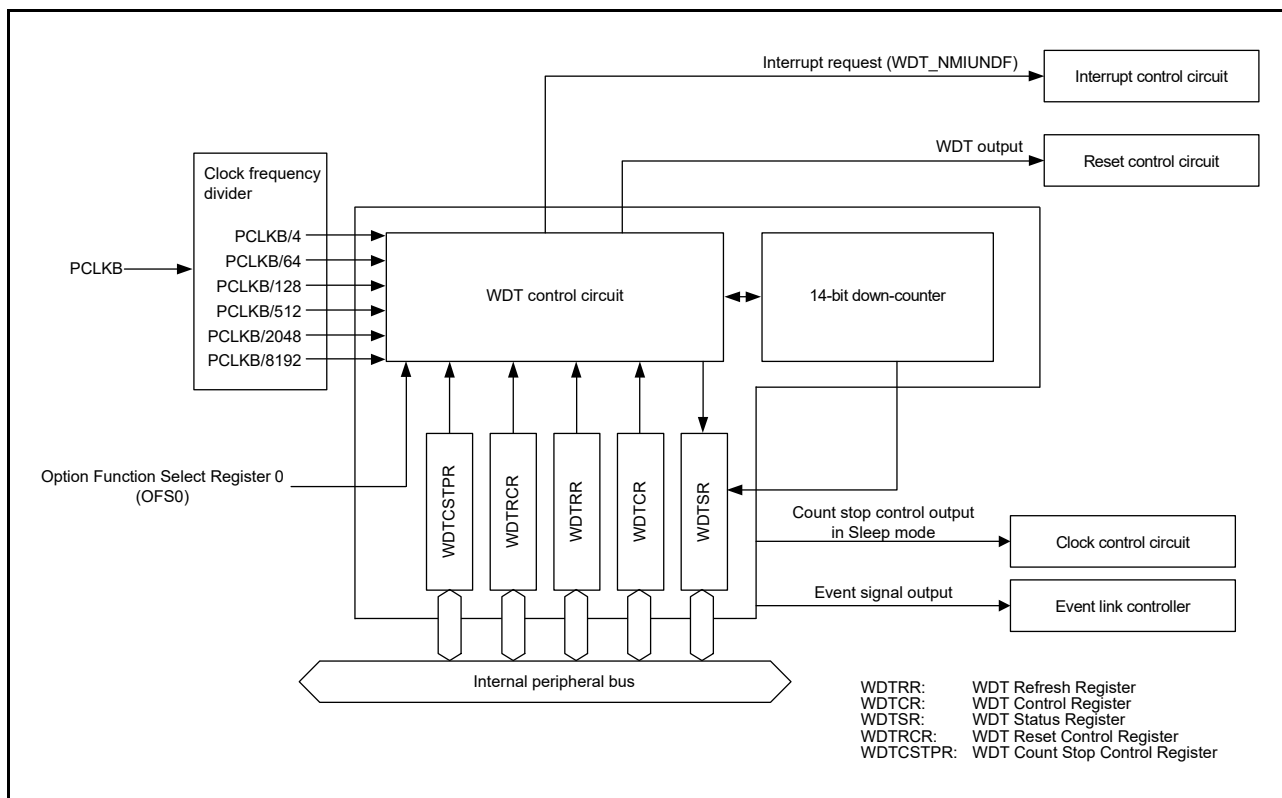 Interrupt request (WDT_NMIUNDF)
Interrupt control circuit
WDT output
Reset control circuit
Clock frequency
divider
PCLKB
PCLKB/4
PCLKB/64
PCLKB/128
PCLKB/512
PCLKB/2048
PCLKB/8192
WDT control circuit
14-bit down-counter
Option Function Select Register 0
(OFS0)
WDTCSTPR
WDTRCR
WDTRR
WDTCR
WDTSR
Count stop control output
in Sleep mode
Clock control circuit
Event signal output
Event link controller
Internal peripheral bus
WDTRR: WDT Refresh Register
WDTCR: WDT Control Register
WDTSR: WDT Status Register
WDTRCR: WDT Reset Control Register
WDTCSTPR: WDT Count Stop Control Register